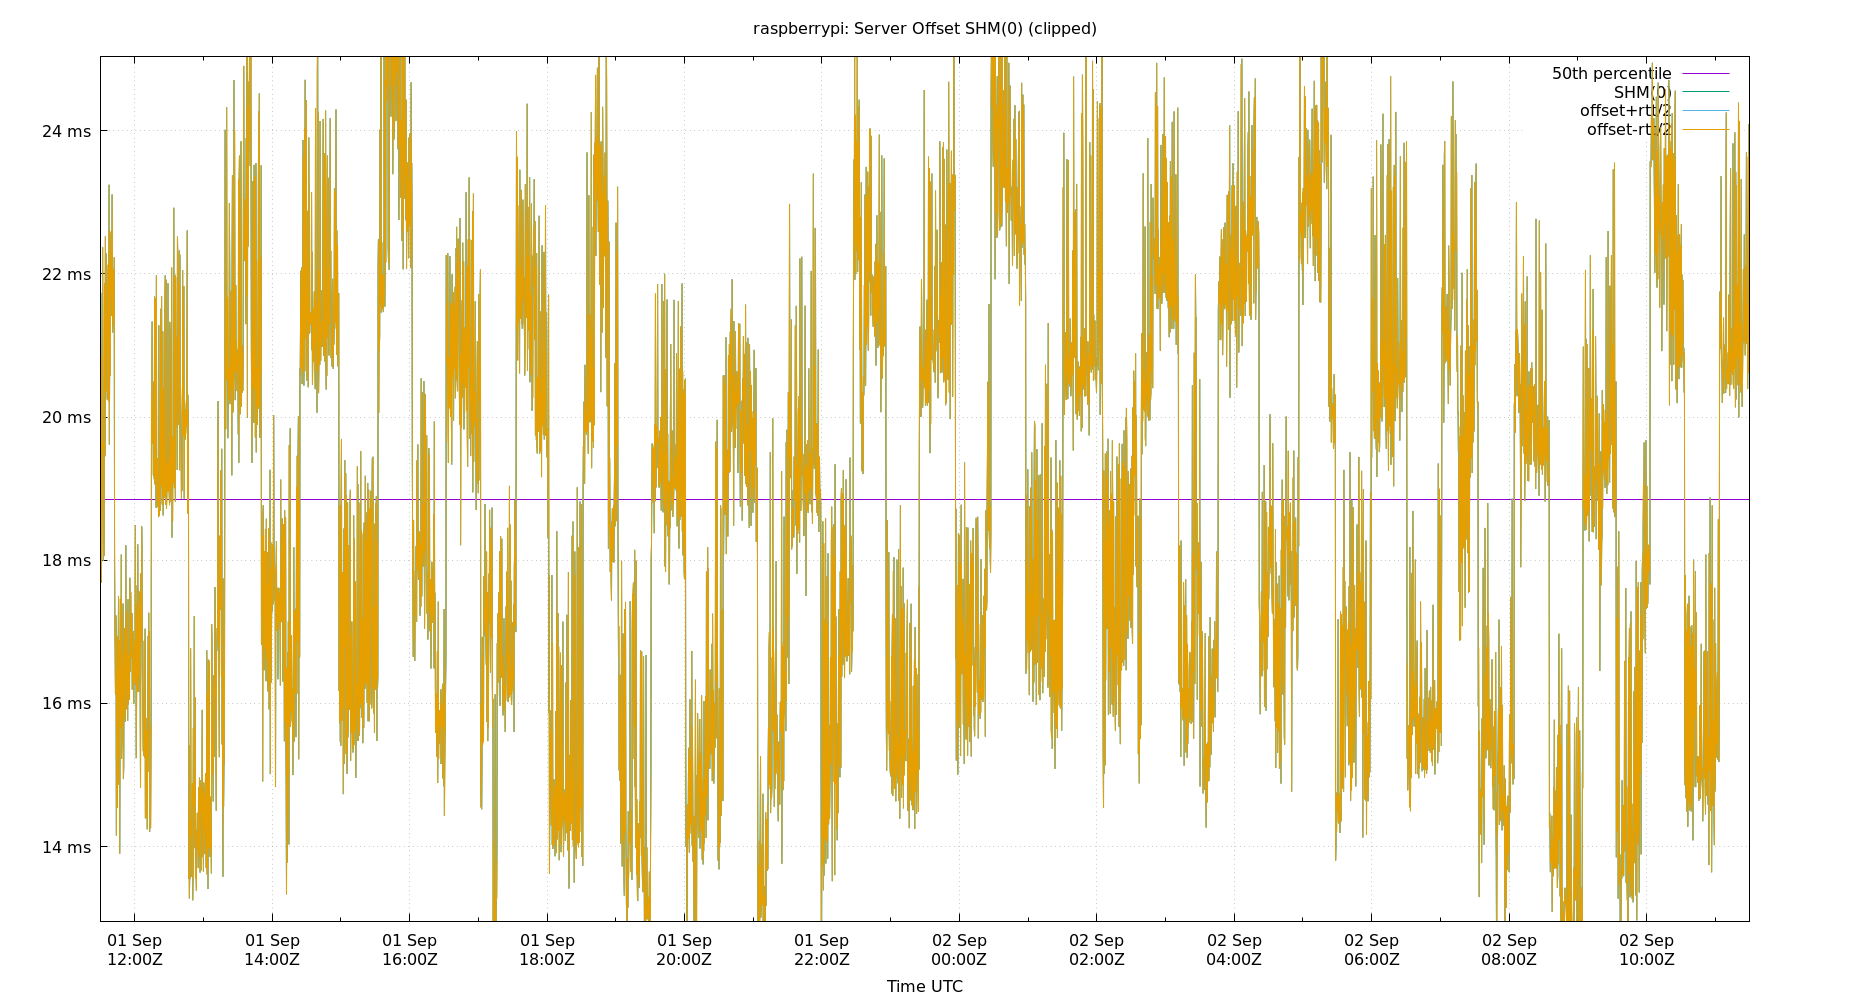 raspberrypi: Server Offset SHM(0) (clipped)
50th percentile
SHM(0)
offset+rtt/2
offset-rtt/2
24 ms
22 ms
20 ms
18 ms
16 ms
14 ms
01 Sep 01 Sep 01 Sep 01 Sep 01 Sep 01 Sep 02 Sep 02 Sep 02 Sep 02 Sep 02 Sep 02 Sep
12:00Z 14:00Z 16:00Z 18:00Z 20:00Z 22:00Z 00:00Z 02:00Z 04:00Z 06:00Z 08:00Z 10:00Z
Time UTC